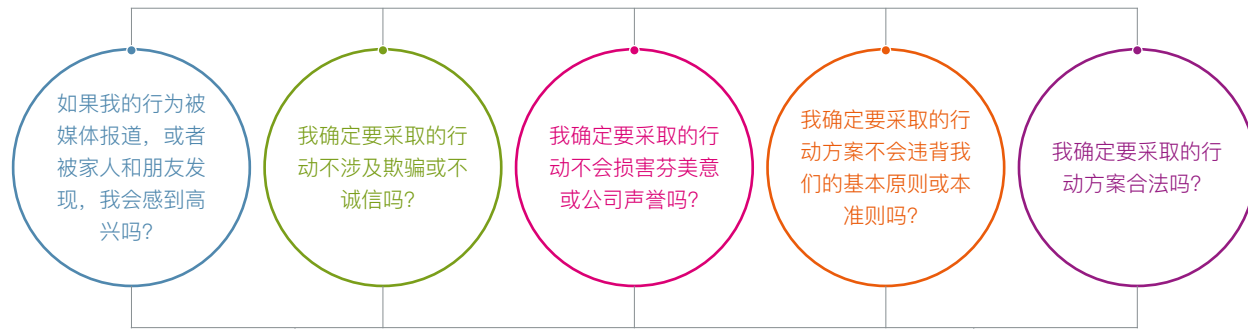 如果我的行为被
媒体报道，或者
被家人和朋友发
现，我会感到高
兴吗？
我确定要采取的行
动不涉及欺骗或不
诚信吗？
我确定要采取的行
动不会损害芬美意
或公司声誉吗？
我确定要采取的行
动方案不会违背我
们的基本原则或本
准则吗？
我确定要采取的行
动方案合法吗？